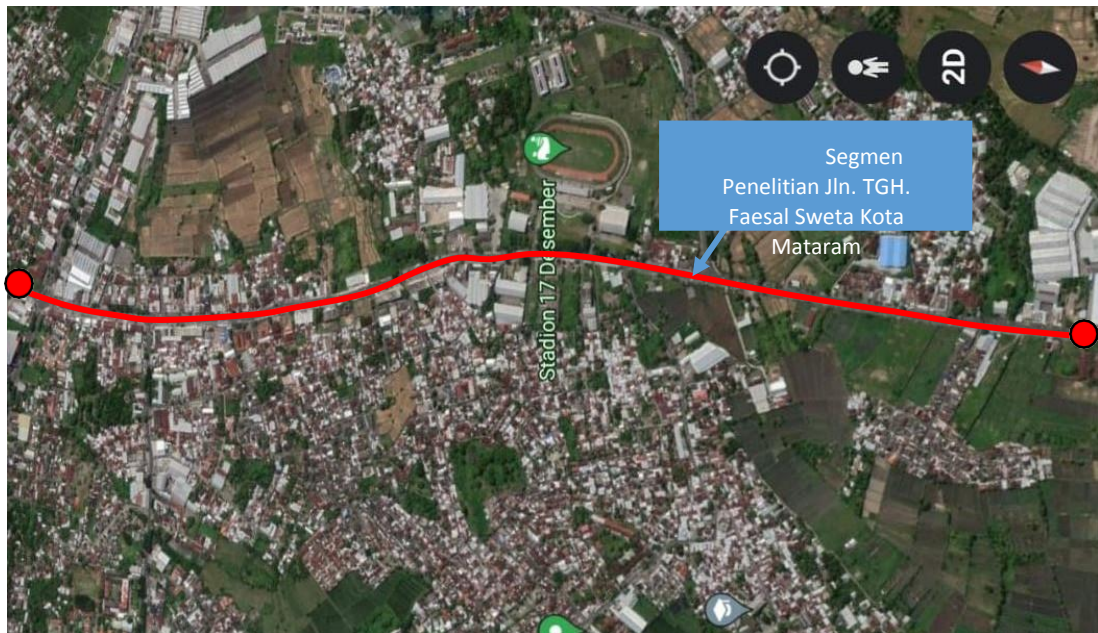 2D
Segmen
Penelitian Jln. TGH.
Faesal Sweta Kota
Mataram
Stadion 17 Desember